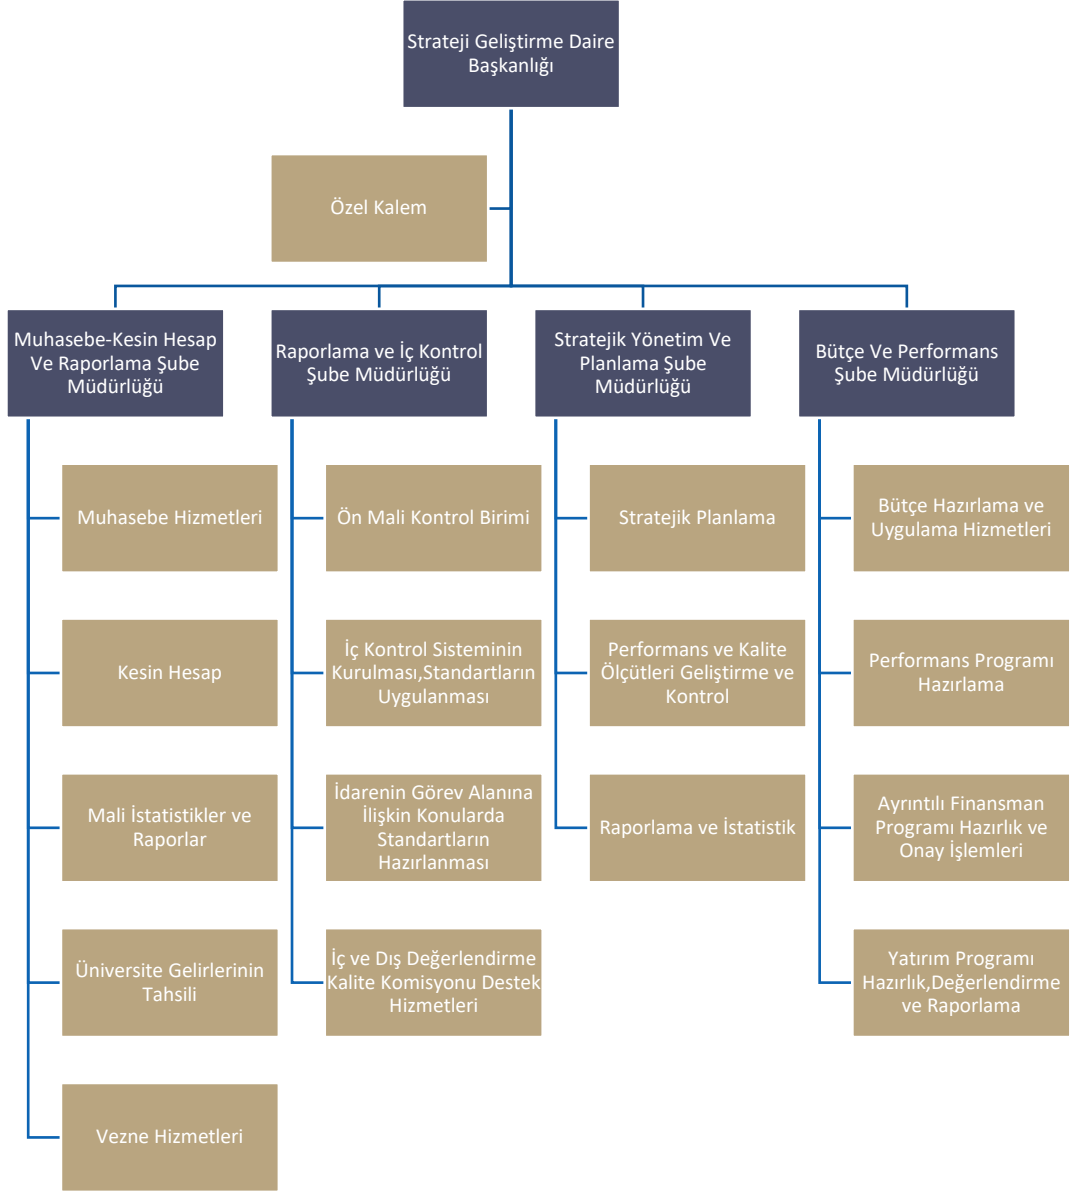 Strateji Geliştirme Daire
Başkanlığı
Özel Kalem
Muhasebe-Kesin Hesap
Ve Raporlama Şube
Müdürlüğü
Muhasebe Hizmetleri
Kesin Hesap
Mali İstatistikler ve
Raporlar
Üniversite Gelirlerinin
Tahsili
Vezne Hizmetleri
Raporlama ve İç Kontrol
Şube Müdürlüğü
Ön Mali Kontrol Birimi
İç Kontrol Sisteminin
Kurulması,Standartların
Uygulanması
İdarenin Görev Alanına
İlişkin Konularda
Standartların
Hazırlanması
İç ve Dış Değerlendirme
Kalite Komisyonu Destek
Hizmetleri
Stratejik Yönetim Ve
Planlama Şube
Müdürlüğü
Stratejik Planlama
Performans ve Kalite
Ölçütleri Geliştirme ve
Kontrol
Raporlama ve İstatistik
Bütçe Ve Performans
Şube Müdürlüğü
Bütçe Hazırlama ve
Uygulama Hizmetleri
Performans Programı
Hazırlama
Ayrıntılı Finansman
Programı Hazırlık ve
Onay İşlemleri
Yatırım Programı
Hazırlık,Değerlendirme
ve Raporlama